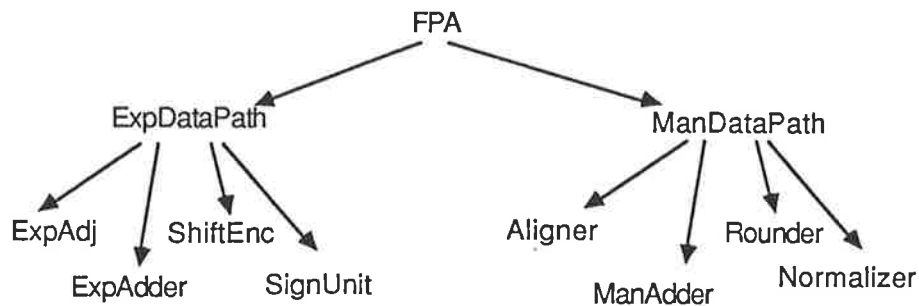 FPA
ExpDataPath
ManDataPath
ExpAdj
ShiftEnc
Aligner
Rounder
ExpAdder
SignUnit
ManAdder
Normalizer